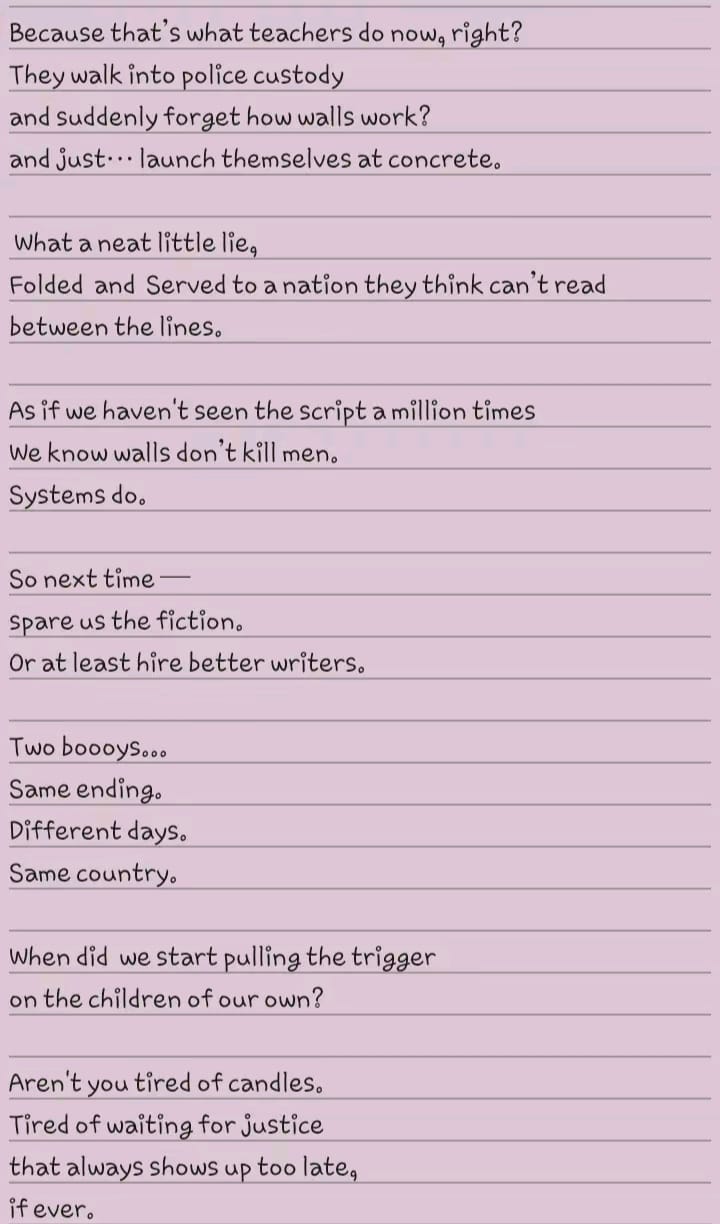 Because that's what teachers do now, right?
They walk into police custody
and suddenly forget how walls work?
and just··· launch themselves at concrete.
What a neat little lie,
Folded and Served to a nation they think can't read
between the lines.
As if we haven't seen the script a million times
We know walls don't kill men.
Systems do.
So next time —
spare us the fiction.
Or at least hire better writers.
Two boooys...
Same ending.
Different days.
Same country.
When did we start pulling the trigger
on the children of our own?
Aren't you tired of candles.
Tired of waiting for justice
that always shows up too late,
if ever.